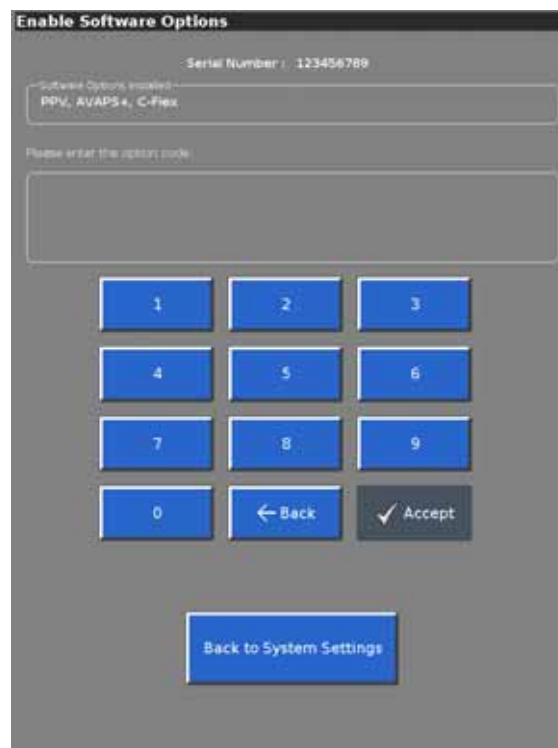 Enable Software Options
Serial Number : 123456789
Software Options Installed
PPV, AVAPS+, C-Flex
Please enter the option code:
1 2 3
4 5 6
7 8 9
0 ← Back ✓ Accept
Back to System Settings